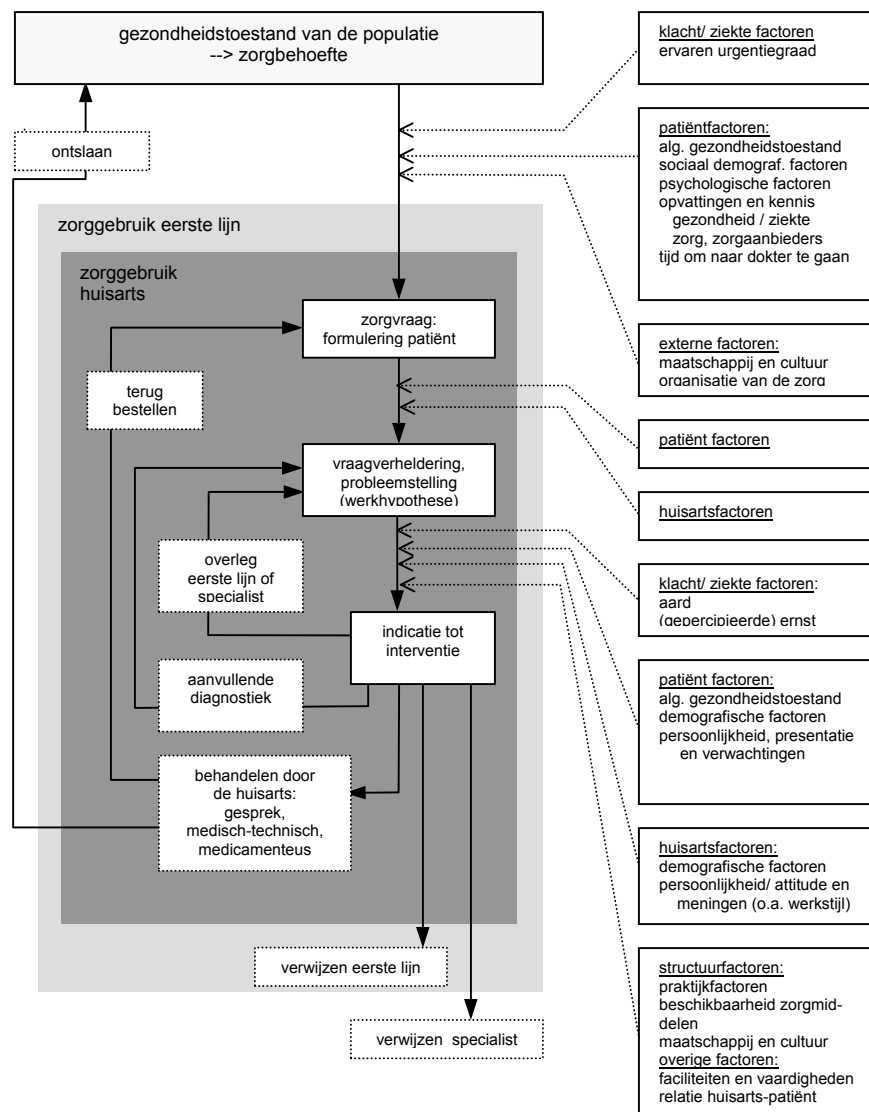 gezondheidstoestand van de populatie
--> zorgbehoefte
ontslaan
zorggebruik eerste lijn
zorggebruik
huisarts
zorgvraag:
formulering patiënt
terug
bestellen
vraagverheldering,
probleemstelling
(werkhypothese)
overleg
eerste lijn of
specialist
indicatie tot
interventie
aanvullende
diagnostiek
behandelen door
de huisarts:
gesprek,
medisch-technisch,
medicamenteus
verwijzen eerste lijn
verwijzen specialist
klacht/ ziekte factoren
ervaren urgentiegraad
patiëntfactoren:
alg. gezondheidstoestand
sociaal demograf. factoren
psychologische factoren
opvattingen en kennis
gezondheid / ziekte
zorg, zorgaanbieders
tijd om naar dokter te gaan
externe factoren:
maatschappij en cultuur
organisatie van de zorg
patiënt factoren
huisartsfactoren
klacht/ ziekte factoren:
aard
(gepercipieerde) ernst
patiënt factoren:
alg. gezondheidstoestand
demografische factoren
persoonlijkheid, presentatie
en verwachtingen
huisartsfactoren:
demografische factoren
persoonlijkheid/ attitude en
meningen (o.a. werkstijl)
structuurfactoren:
praktijkfactoren
beschikbaarheid zorgmid-
delen
maatschappij en cultuur
overige factoren:
faciliteiten en vaardigheden
relatie huisarts-patiënt